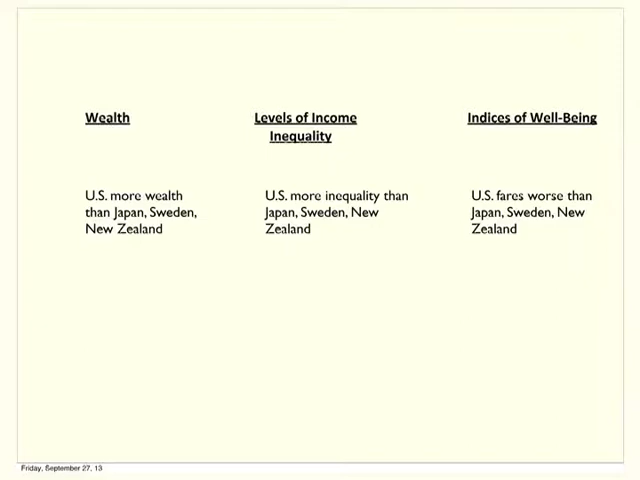 Wealth
Levels of Income
Inequality
Indices of Well-Being
U.S. more wealth
than Japan, Sweden,
New Zealand
U.S. more inequality than
Japan, Sweden, New
Zealand
U.S. fares worse than
Japan, Sweden, New
Zealand
Friday, September 27, 13